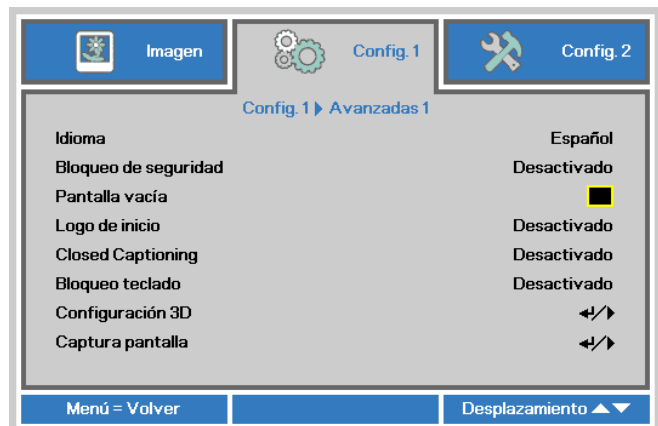 Imagen
Config. 1
Config. 2
Config. 1 Avanzadas 1
Idioma Español
Bloqueo de seguridad Desactivado
Pantalla vacía
Logo de inicio Desactivado
Closed Captioning Desactivado
Bloqueo teclado Desactivado
Configuración 3D
Captura pantalla
Menú = Volver
Desplazamiento